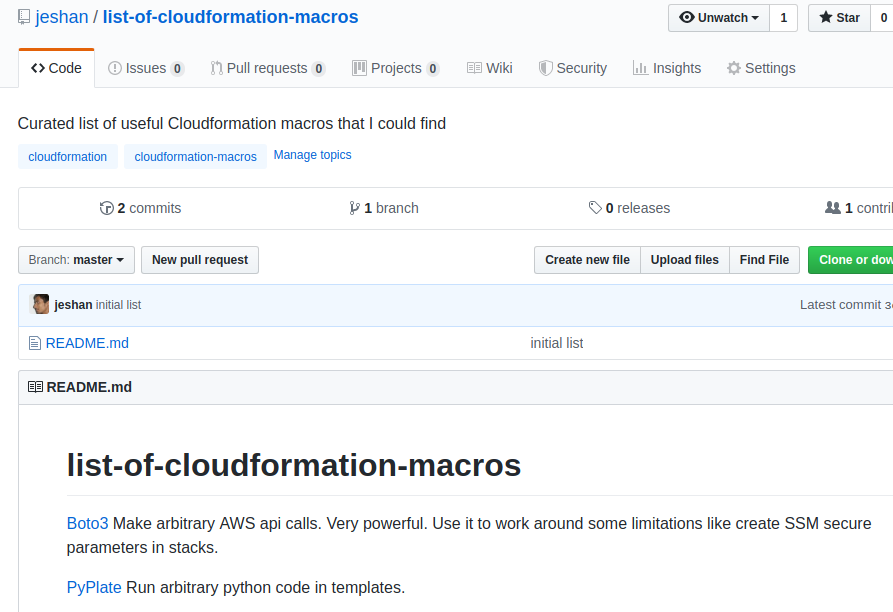 jeshan / list-of-cloudformation-macros Unwatch 1 Star 0
Code Issues 0 Pull requests 0 Projects 0 Wiki Security Insights Settings
Curated list of useful Cloudformation macros that I could find
cloudformation cloudformation-macros Manage topics
2 commits 1 branch 0 releases 1 contri
Branch: master New pull request Create new file Upload files Find File Clone or dow
jeshan initial list Latest commit
README.md initial list
README.md
list-of-cloudformation-macros
Boto3 Make arbitrary AWS api calls. Very powerful. Use it to work around some limitations like create SSM secure
parameters in stacks.
PyPlate Run arbitrary python code in templates.